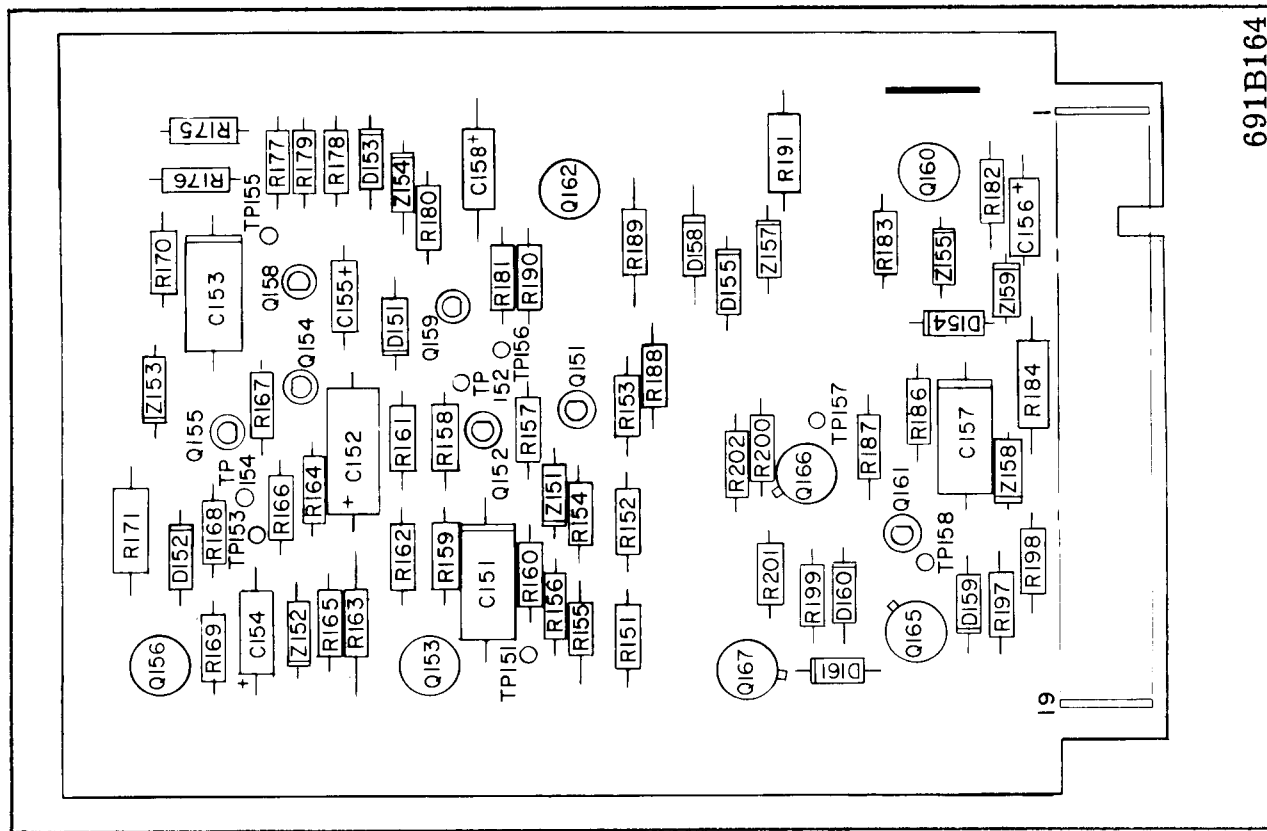 691B164
R175
R176
R177
R179
R178
D153
Z154
R180
C158+
Q162
R191
Q160
R182
C156+
1
TP155
R170
C153
Q158
C155+
D151
Q159
R181
R190
R189
D158
D155
Z157
R183
Z155
Z159
D154
Z153
R167
Q154
TP
152
TP156
Q151
R153
R188
Q155
TP
154
C152
+
R161
R158
Q152
R157
R202
R200
Q166
TP157
R187
R186
C157
R184
R171
D152
R168
TP153
R166
R164
R162
R159
C151
Z151
R154
R152
R160
R156
R155
R151
TP151
Q156
R169
C154
+
Z152
R165
R163
Q153
R201
R199
D160
Q161
TP158
Z158
R198
D159
R197
Q165
Q167
D161
19